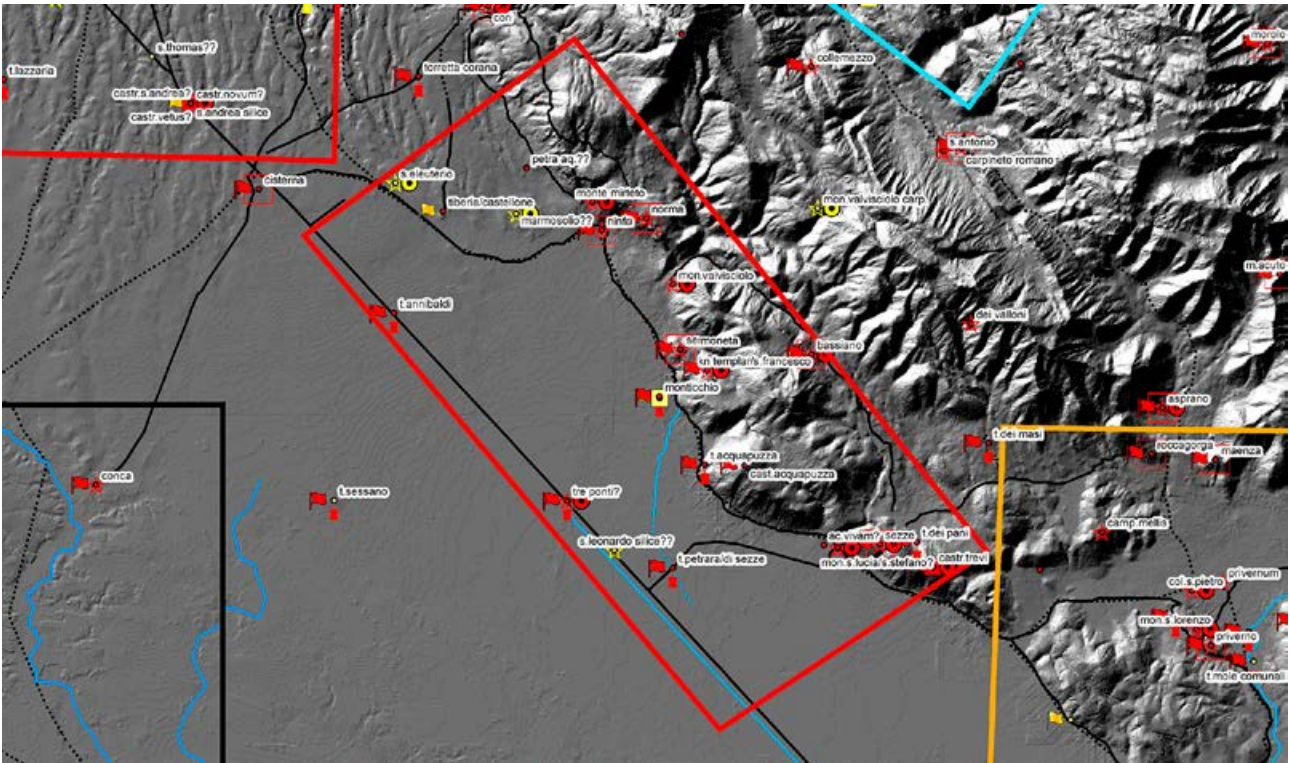 con
s.thomas??
collemezzo
t.lazzaria
torretta corana
castr.s.andrea?
castr.novum?
castr.vetus?
s.andrea silice
s.antonio
carpineto romano
petra aq.??
s.eleuterio
cisterna
monte mirteto
tiberia/castellone
norma
mon.valvisciolo carp.
marmosolio??
ninfa
m.acuto
mon.valvisciolo
t.annibaldi
dei valloni
sermoneta
bassiano
kn templar/s.francesco
monticchio
asprano
t.dei masi
roccagorga
maenza
t.acquapuzza
cast.acquapuzza
conca
t.sessano
tre ponti?
camp.mellis
ac.vivam?
sezze
t.dei pani
s.leonardo silice??
t.petrara/di sezze
mon.s.lucia/s.stefano?
castr.trevi
col.s.pietro
privernum
mon.s.lorenzo
priverno
t.mole comunali